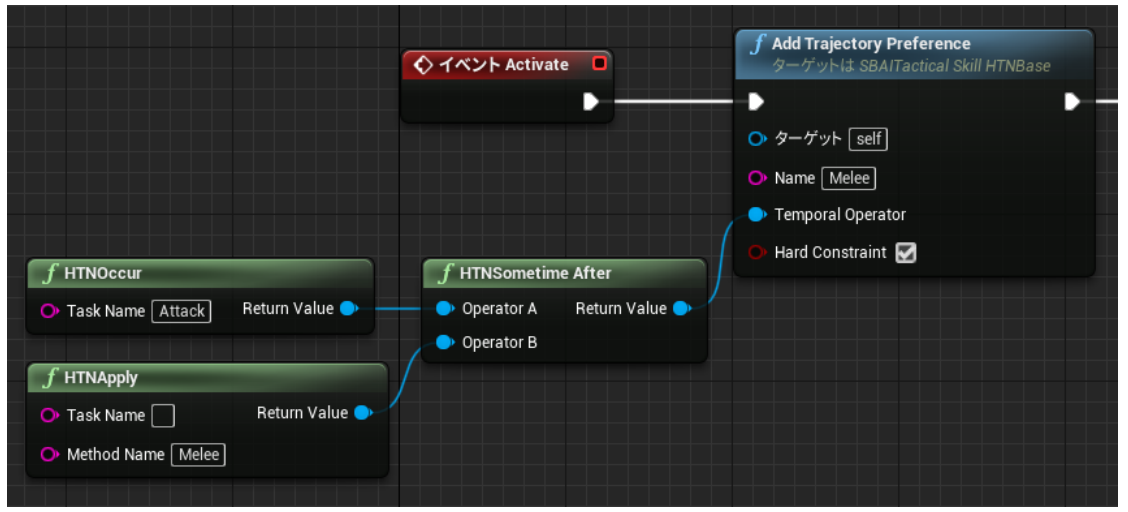 イベント Activate
f Add Trajectory Preference
ターゲットは SBAITactical Skill HTNBase
ターゲット self
Name Melee
Temporal Operator
Hard Constraint
f HTNOccur
Task Name Attack Return Value
f HTNSometime After
Operator A Return Value
Operator B
f HTNApply
Task Name Return Value
Method Name Melee